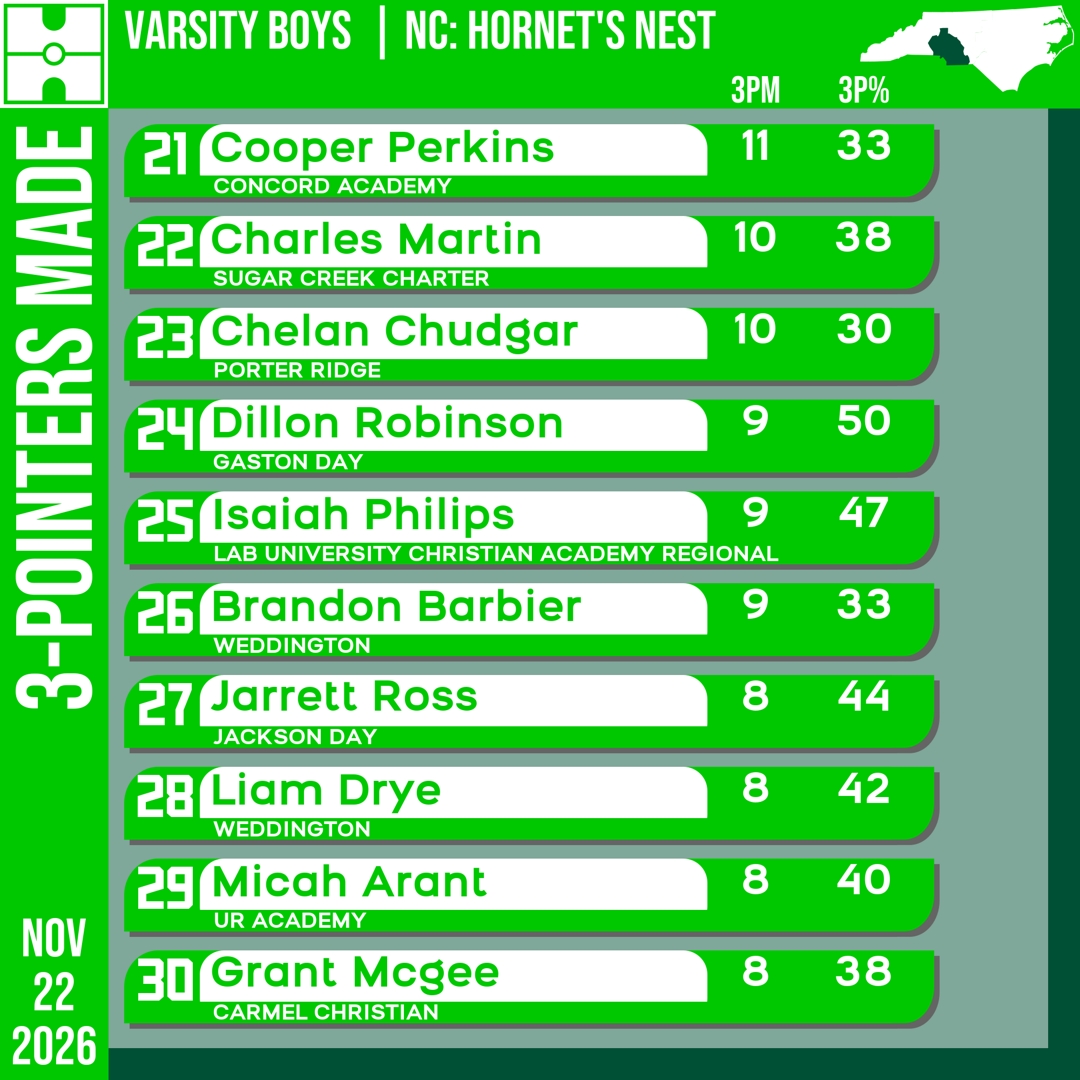 VARSITY BOYS | NC: HORNET'S NEST
3PM 3P%
3-POINTERS MADE
21 Cooper Perkins 11 33
CONCORD ACADEMY
22 Charles Martin 10 38
SUGAR CREEK CHARTER
23 Chelan Chudgar 10 30
PORTER RIDGE
24 Dillon Robinson 9 50
GASTON DAY
25 Isaiah Philips 9 47
LAB UNIVERSITY CHRISTIAN ACADEMY REGIONAL
26 Brandon Barbier 9 33
WEDDINGTON
27 Jarrett Ross 8 44
JACKSON DAY
28 Liam Drye 8 42
WEDDINGTON
29 Micah Arant 8 40
UR ACADEMY
30 Grant Mcgee 8 38
CARMEL CHRISTIAN
NOV
22
2026